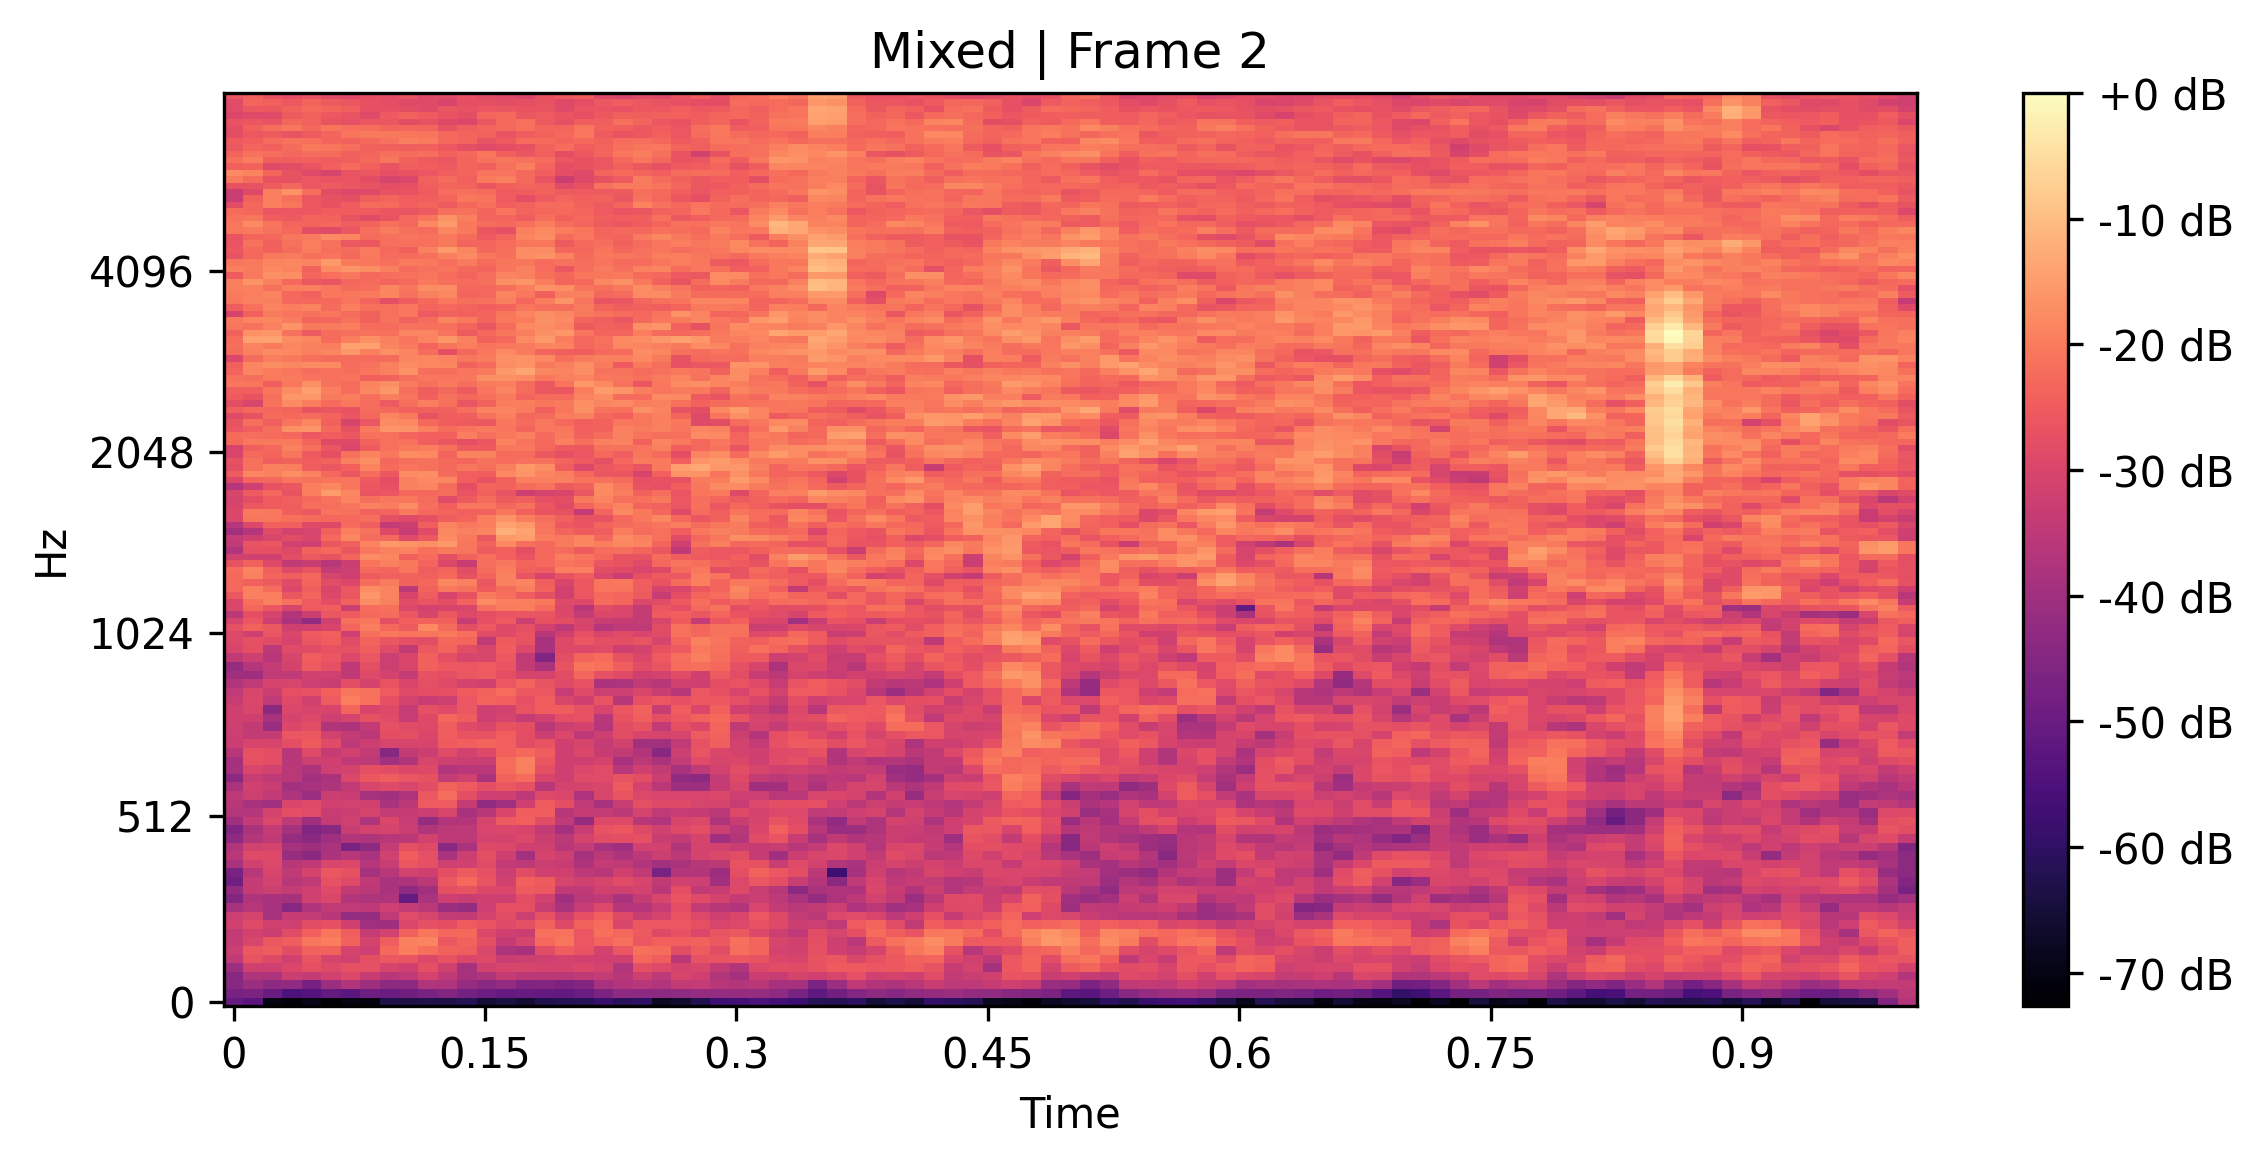 Mixed | Frame 2
Hz
4096
2048
1024
512
0
0 0.15 0.3 0.45 0.6 0.75 0.9
Time
+0 dB
-10 dB
-20 dB
-30 dB
-40 dB
-50 dB
-60 dB
-70 dB